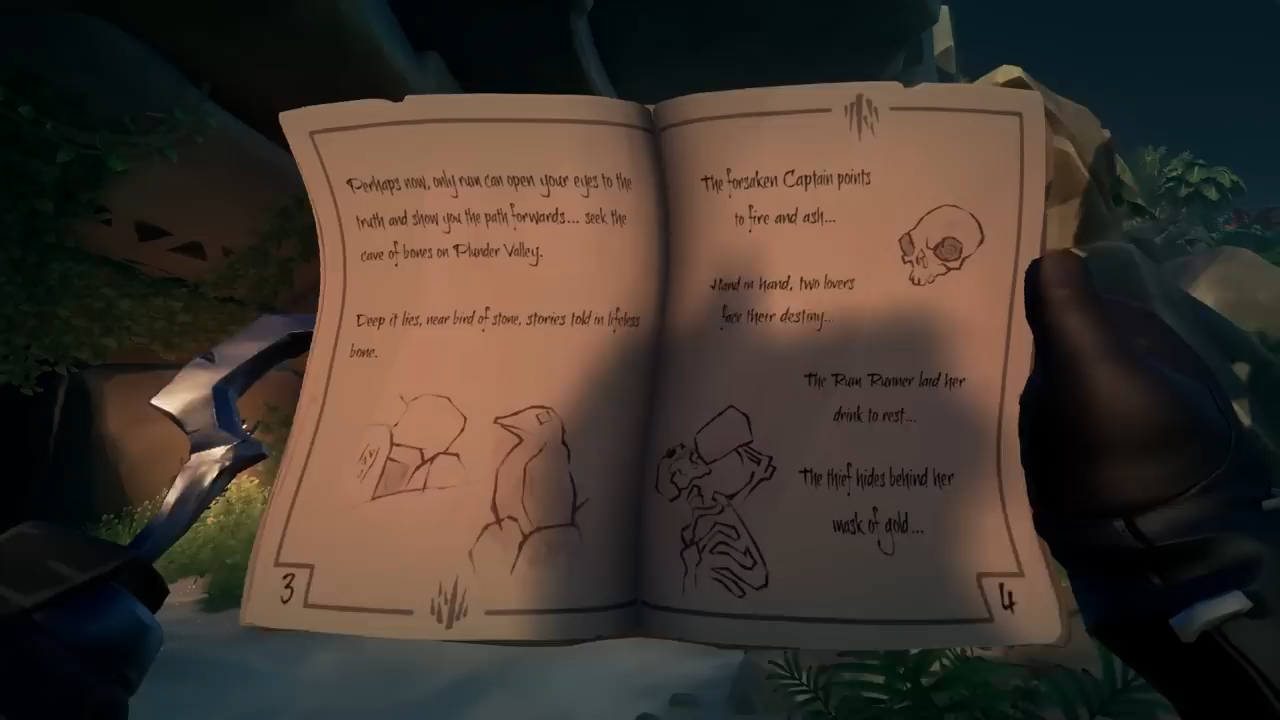 Perhaps now, only rum can open your eyes to the
truth and show you the path forwards... seek the
cave of bones on Plunder Valley.
Deep it lies, near bird of stone, stories told in lifeless
bone.
3
The forsaken Captain points
to fire and ash...
Hand in hand, two lovers
face their destiny...
The Rum Runner laid her
drink to rest...
The thief hides behind her
mask of gold...
4